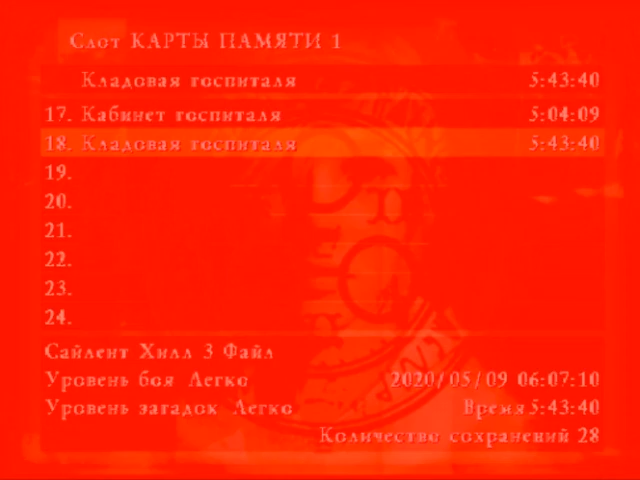 Слот КАРТЫ ПАМЯТИ 1
Кладовая госпиталя 5:43:40
17. Кабинет госпиталя 5:04:09
18. Кладовая госпиталя 5:43:40
19.
20.
21.
22.
23.
24.
Сайлент Хилл 3 Файл
Уровень боя Легко 2020/05/09 06:07:10
Уровень загадок Легко Время 5:43:40
Количество сохранений 28